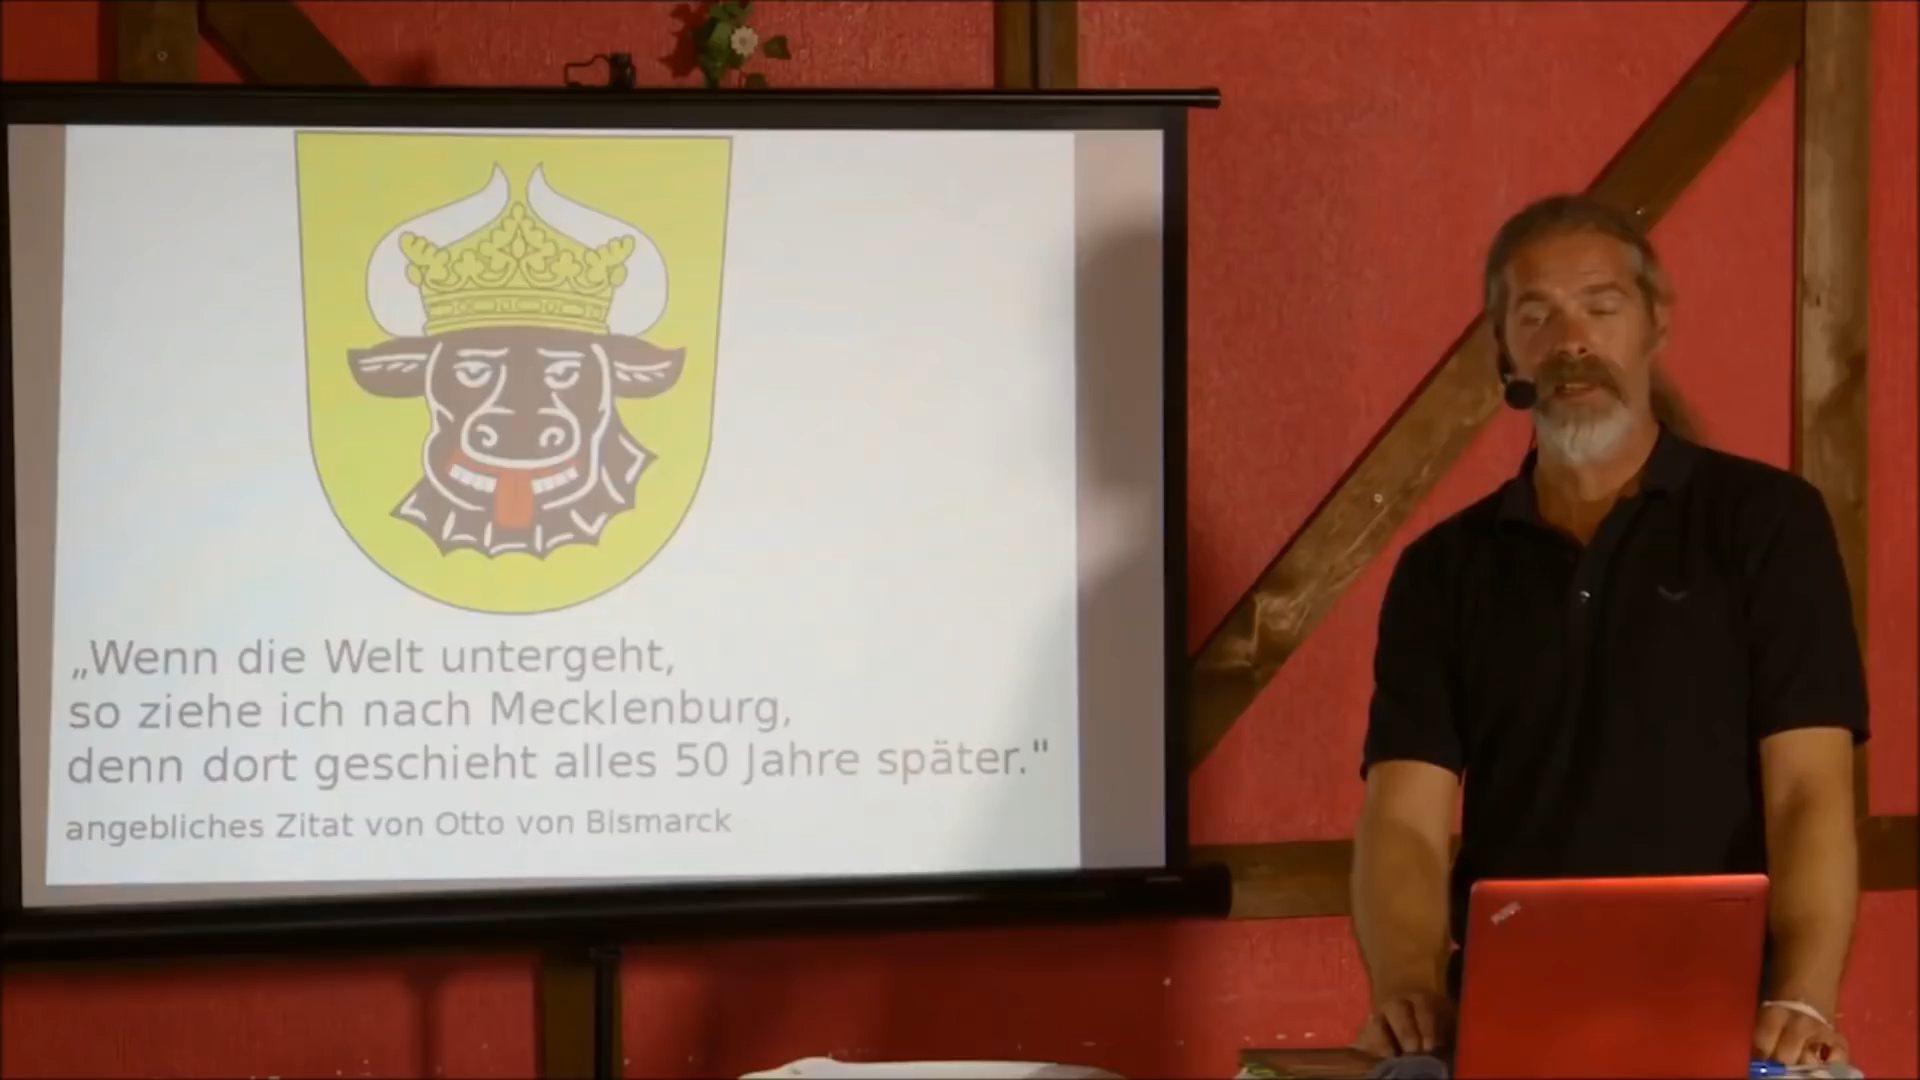 „Wenn die Welt untergeht,
so ziehe ich nach Mecklenburg,
denn dort geschieht alles 50 Jahre später."
angebliches Zitat von Otto von Bismarck